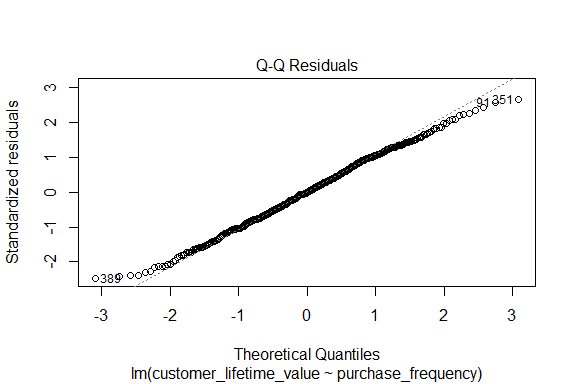 Q-Q Residuals
Standardized residuals
3
2
1
0
-1
-2
91
351
389
-3 -2 -1 0 1 2 3
Theoretical Quantiles
lm(customer_lifetime_value ~ purchase_frequency)